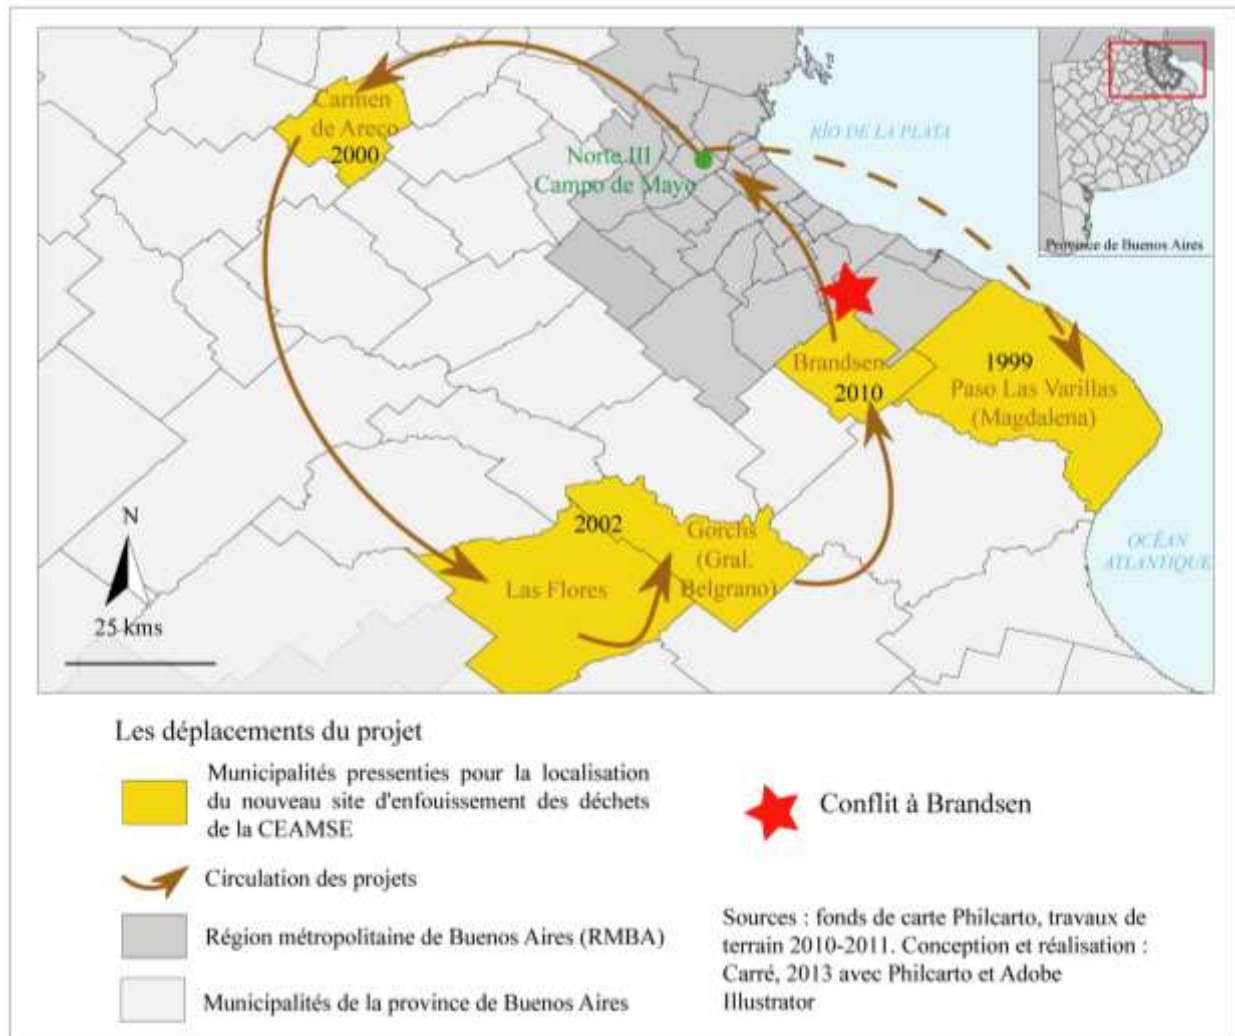 Carmen
de Areco
2000
Norte III
Campo de Mayo
RÍO DE LA PLATA
Province de Buenos Aires
Brandsen
2010
1999
Paso Las Varillas
(Magdalena)
2002
Gorchs
(Gral.
Belgrano)
Las Flores
OCÉAN
ATLANTIQUE
N
25 kms
Les déplacements du projet
Municipalités pressenties pour la localisation
du nouveau site d'enfouissement des déchets
de la CEAMSE
Circulation des projets
Région métropolitaine de Buenos Aires (RMBA)
Municipalités de la province de Buenos Aires
Conflit à Brandsen
Sources : fonds de carte Philcarto, travaux de
terrain 2010-2011. Conception et réalisation :
Carré, 2013 avec Philcarto et Adobe
Illustrator